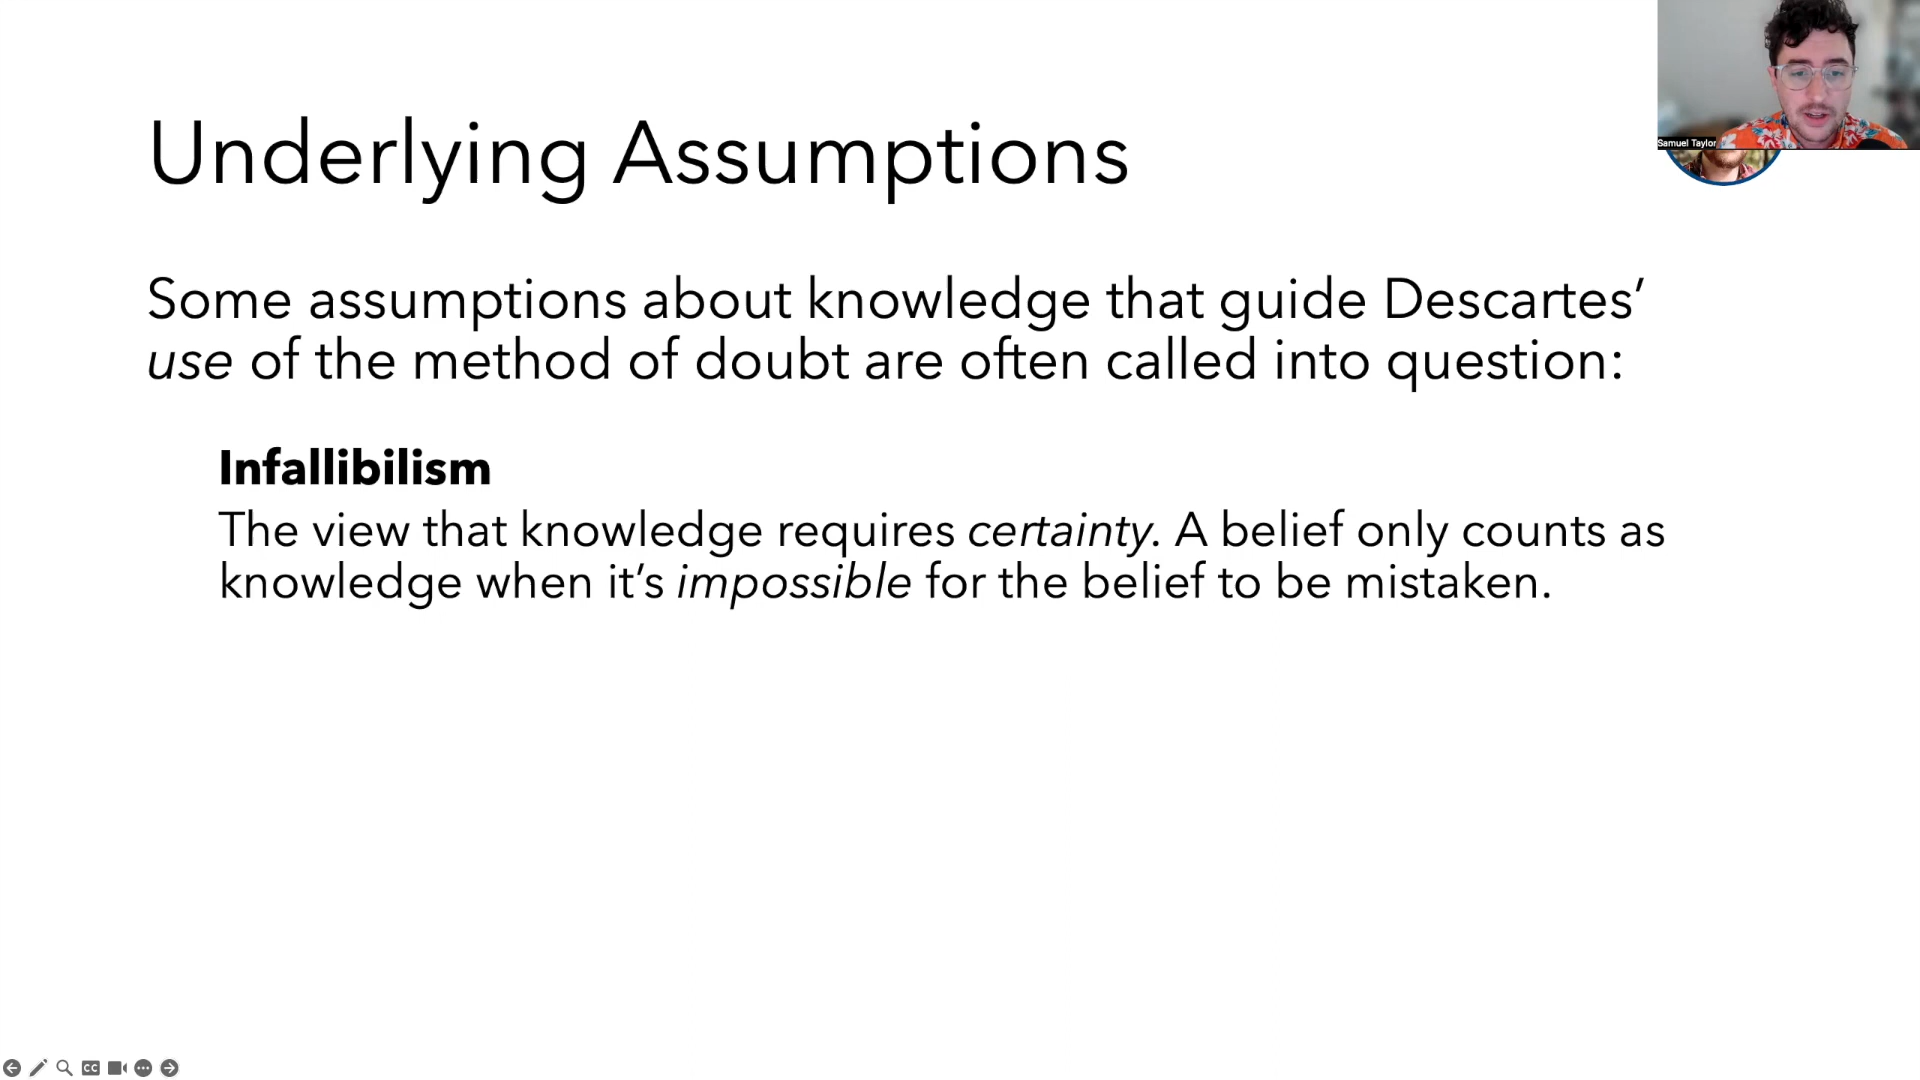 Underlying Assumptions
Samuel Taylor
Some assumptions about knowledge that guide Descartes’
use of the method of doubt are often called into question:
Infallibilism
The view that knowledge requires certainty. A belief only counts as
knowledge when it’s impossible for the belief to be mistaken.
CC